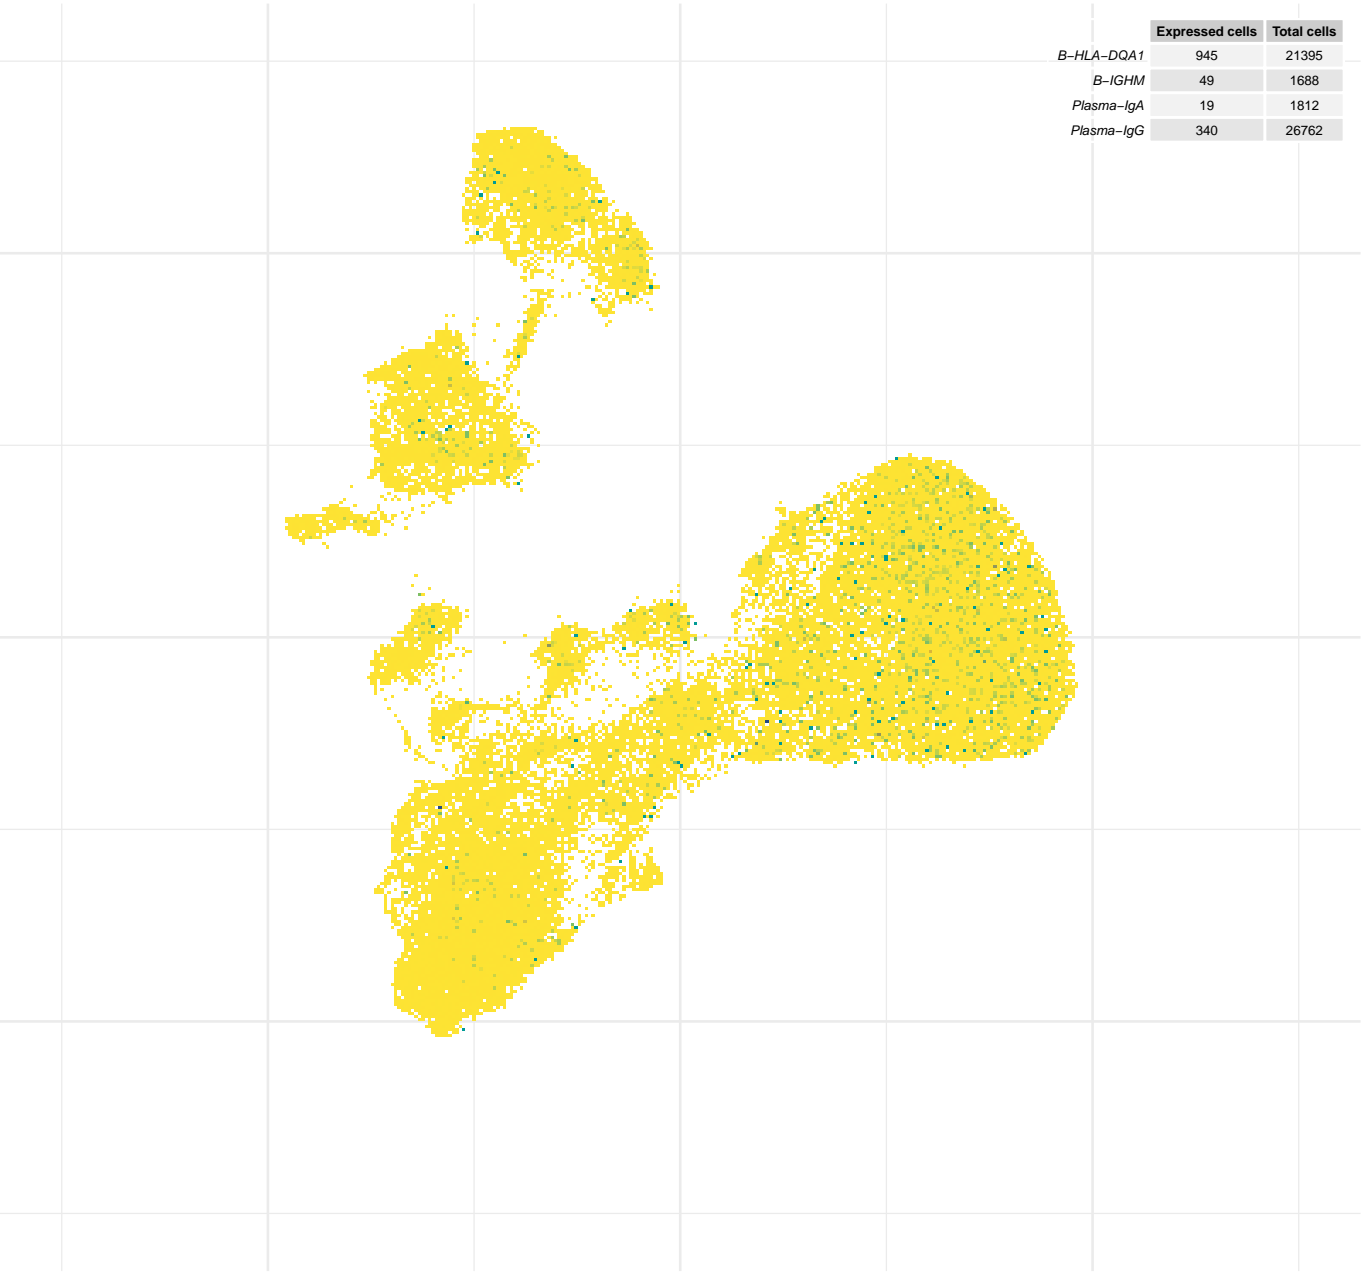 Expressed cells Total cells
B−HLA−DQA1 945 21395
B−IGHM 49 1688
Plasma−IgA 19 1812
Plasma−IgG 340 26762